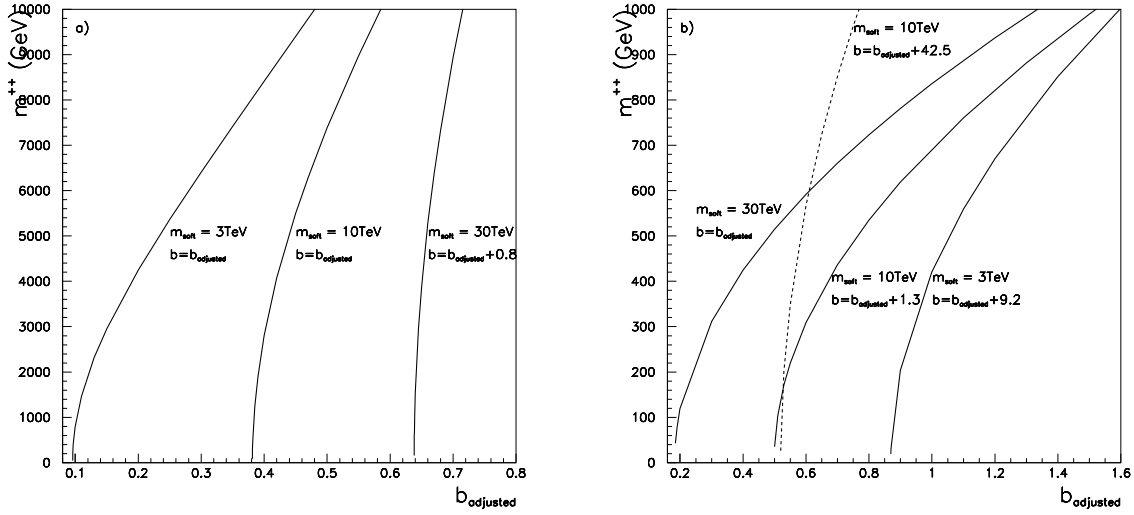 a)
m++ (GeV)
10000
9000
8000
7000
6000
5000
4000
3000
2000
1000
0
m_soft = 3TeV
b=b_adjusted
m_soft = 10TeV
b=b_adjusted
m_soft = 30TeV
b=b_adjusted+0.8
0.1 0.2 0.3 0.4 0.5 0.6 0.7 0.8
b_adjusted
b)
m++ (GeV)
1000
900
800
700
600
500
400
300
200
100
0
m_soft = 10TeV
b=b_adjusted+42.5
m_soft = 30TeV
b=b_adjusted
m_soft = 10TeV
b=b_adjusted+1.3
m_soft = 3TeV
b=b_adjusted+9.2
0.2 0.4 0.6 0.8 1 1.2 1.4 1.6
b_adjusted